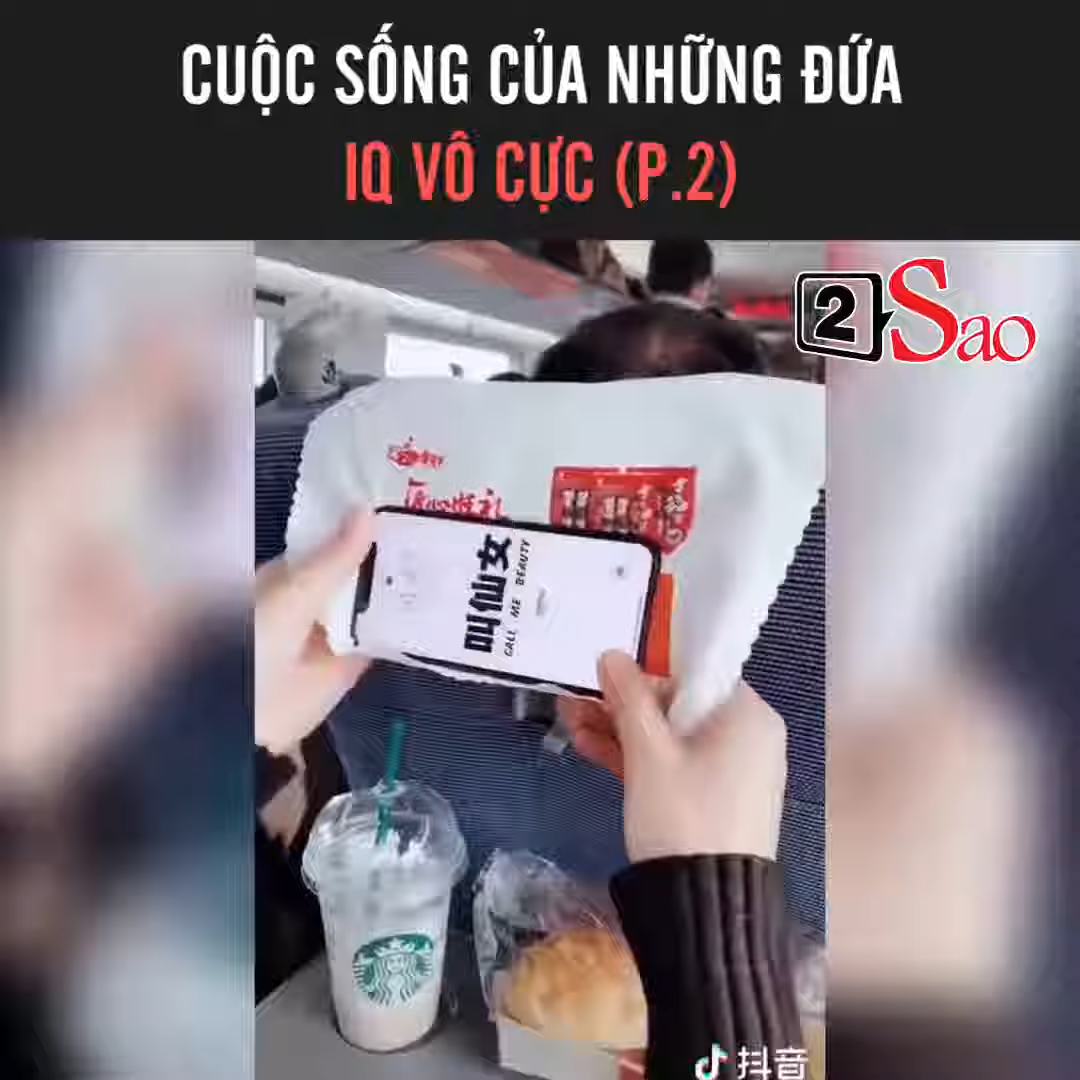 CUỘC SỐNG CỦA NHỮNG ĐỨA
IQ VÔ CỰC (P.2)
2Sao
叫仙女
CALL ME BEAUTY
抖音